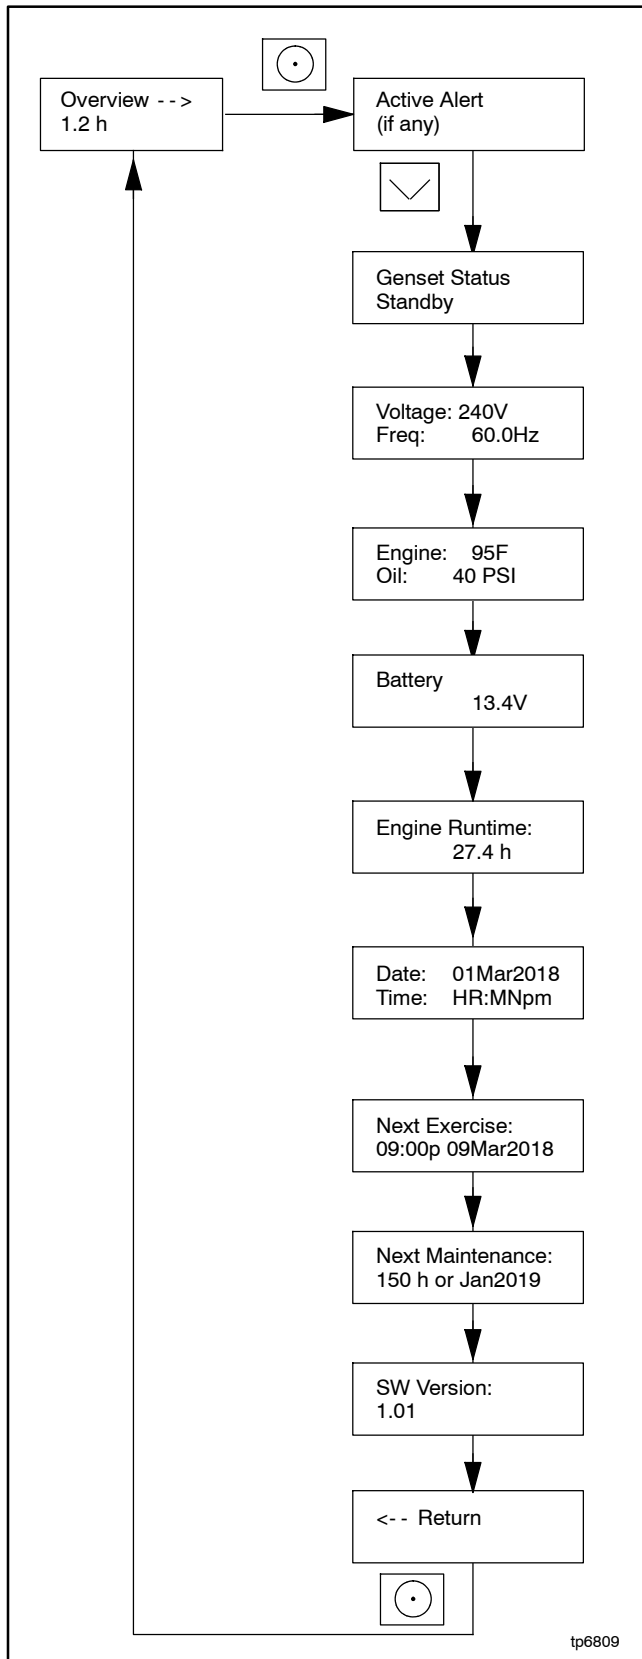 Overview - - >
1.2 h
Active Alert
(if any)
Genset Status
Standby
Voltage: 240V
Freq: 60.0Hz
Engine: 95F
Oil: 40 PSI
Battery
13.4V
Engine Runtime:
27.4 h
Date: 01Mar2018
Time: HR:MNpm
Next Exercise:
09:00p 09Mar2018
Next Maintenance:
150 h or Jan2019
SW Version:
1.01
<- - Return
tp6809